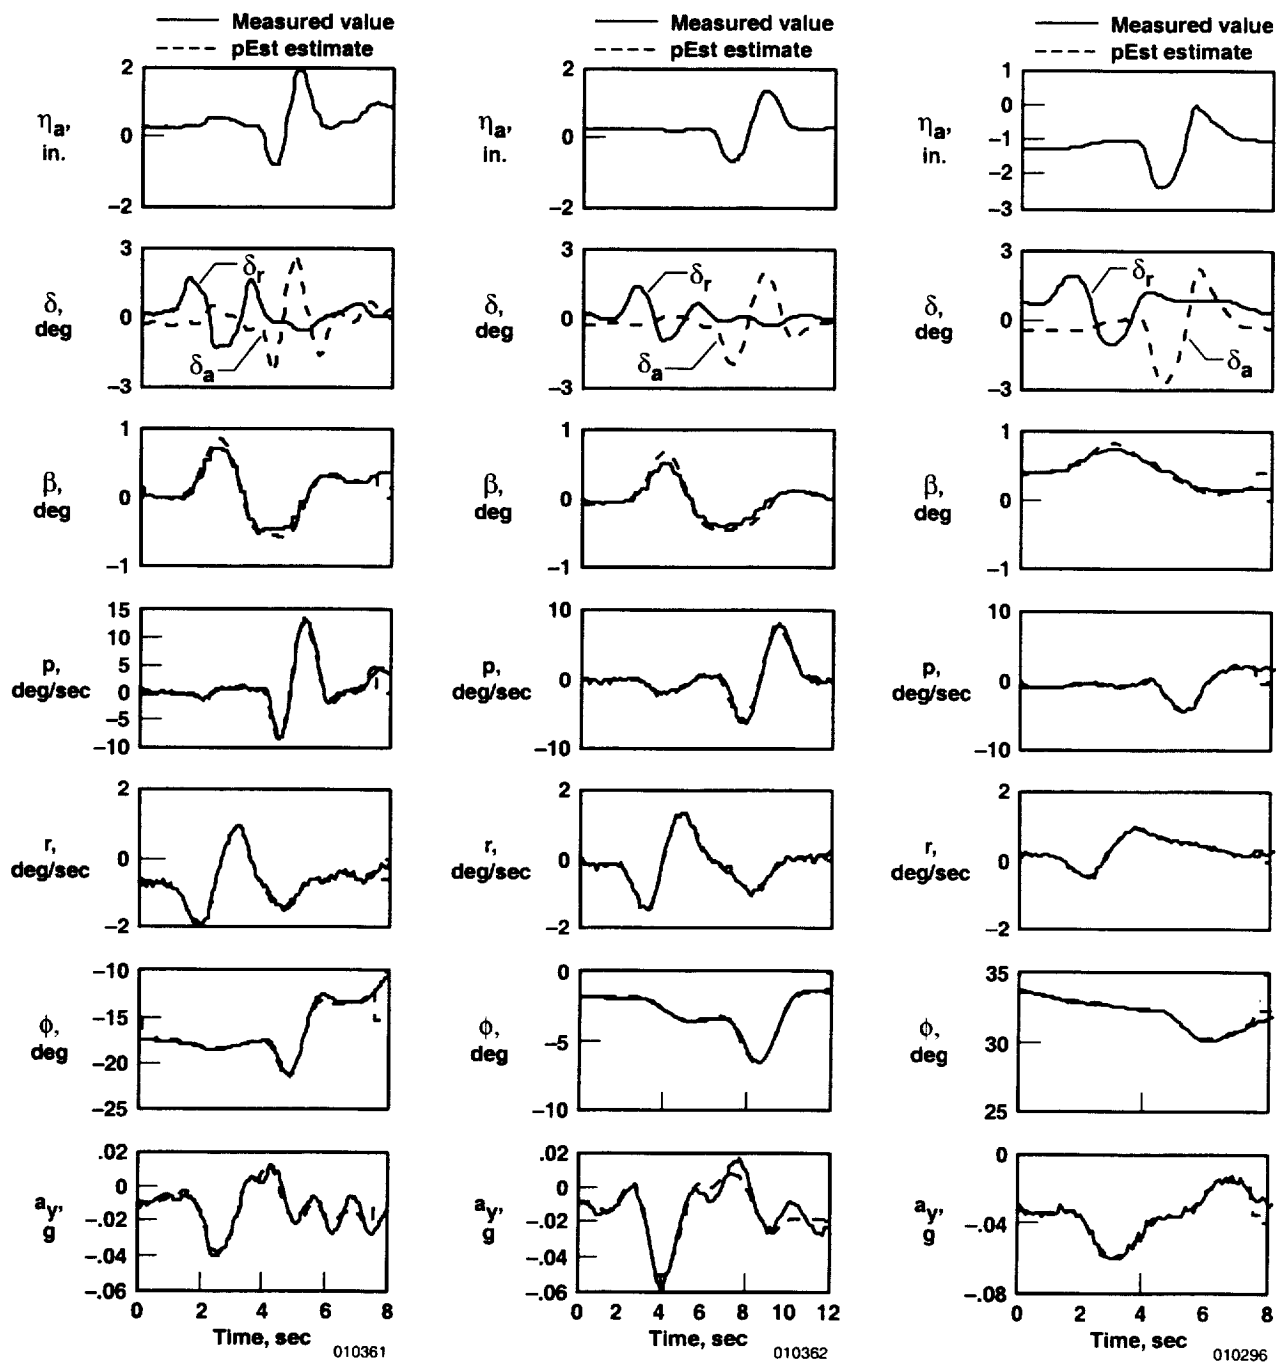 Measured value
pEst estimate
ηa,
in.
2
0
−2
δ,
deg
3
0
−3
δr
δa
β,
deg
1
0
−1
p,
deg/sec
15
10
5
0
−5
−10
r,
deg/sec
2
0
−2
ϕ,
deg
−10
−15
−20
−25
ay,
g
.02
0
−.02
−.04
−.06
0 2 4 6 8
Time, sec
010361
Measured value
pEst estimate
ηa,
in.
2
0
−2
δ,
deg
3
0
−3
δr
δa
β,
deg
1
0
−1
p,
deg/sec
10
0
−10
r,
deg/sec
2
0
−2
ϕ,
deg
0
−5
−10
ay,
g
.02
0
−.02
−.04
−.06
0 2 4 6 8 10 12
Time, sec
010362
Measured value
pEst estimate
ηa,
in.
1
0
−1
−2
−3
δ,
deg
3
0
−3
δr
δa
β,
deg
1
0
−1
p,
deg/sec
10
0
−10
r,
deg/sec
2
0
−2
ϕ,
deg
35
30
25
ay,
g
0
−.04
−.08
0 2 4 6 8
Time, sec
010296